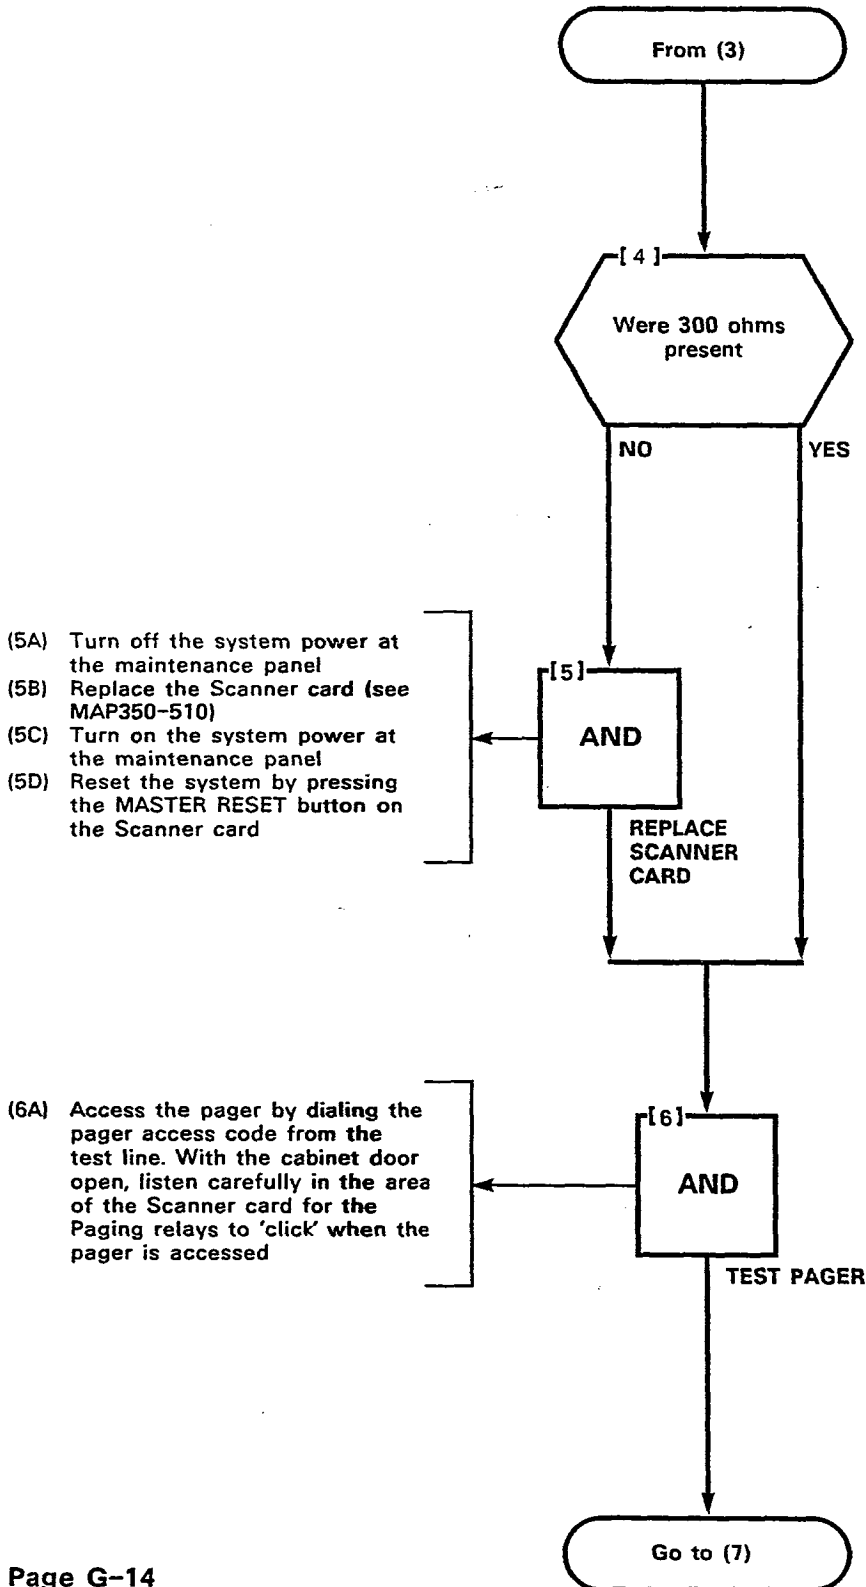 From (3)
[ 4 ]
Were 300 ohms
present
NO
YES
(5A) Turn off the system power at
the maintenance panel
(5B) Replace the Scanner card (see
MAP350-510)
(5C) Turn on the system power at
the maintenance panel
(5D) Reset the system by pressing
the MASTER RESET button on
the Scanner card
[5]
AND
REPLACE
SCANNER
CARD
(6A) Access the pager by dialing the
pager access code from the
test line. With the cabinet door
open, listen carefully in the area
of the Scanner card for the
Paging relays to 'click' when the
pager is accessed
[6]
AND
TEST PAGER
Go to (7)
Page G-14